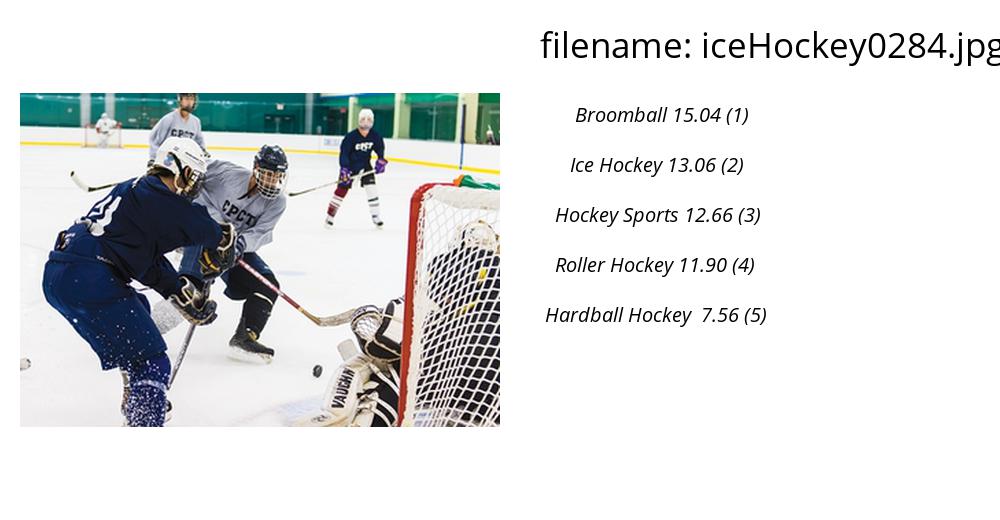 filename: iceHockey0284.jpg
Broomball 15.04 (1)
Ice Hockey 13.06 (2)
Hockey Sports 12.66 (3)
Roller Hockey 11.90 (4)
Hardball Hockey 7.56 (5)
CPCT
CPCT
CPCT
VAUGHN